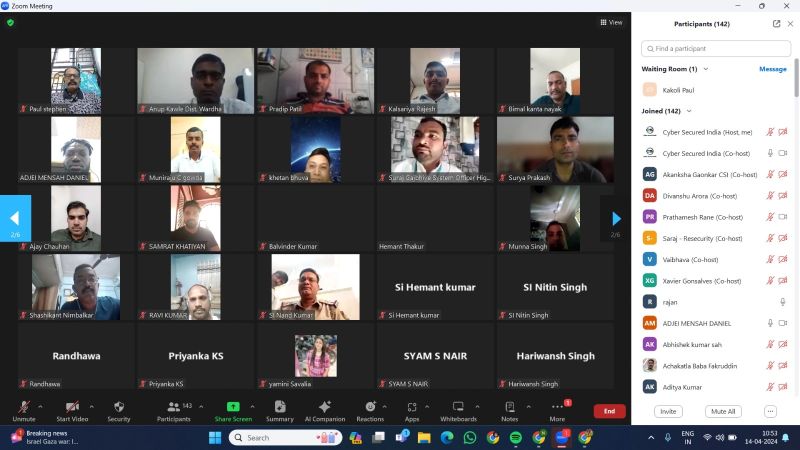 Zoom Meeting
View
Paul stephen
Anup Kawle Dist. Wardha
Pradip Patil
Kalsariya Rajesh
Bimal kanta nayak
ADJEI MENSAH DANIEL
Muniraju C gowda
khetan bhuva
Suraj Gajbhiye System Officer Hig...
Surya Prakash
2/6
2/6
Ajay Chauhan
SAMRAT KHATIYAN
Balvinder Kumar
Hemant Thakur
Munna Singh
Si Hemant kumar
SI Nitin Singh
Shashikant Nimbalkar
RAVI KUMAR
SI Nand Kumar
Si Hemant kumar
SI Nitin Singh
Randhawa
Priyanka KS
SYAM S NAIR
Hariwansh Singh
Randhawa
Priyanka KS
yamini Savalia
SYAM S NAIR
Hariwansh Singh
Unmute
Start Video
Security
143
Participants
Share Screen
Summary
AI Companion
Reactions
Apps
Whiteboards
Notes
1
More
End
Participants (142)
Find a participant
Waiting Room (1)
Message
Kakoli Paul
Joined (142)
Cyber Secured India (Host, me)
Cyber Secured India (Co-host)
AG Akanksha Gaonkar CSI (Co-host)
DA Divanshu Arora (Co-host)
PR Prathamesh Rane (Co-host)
S- Saraj - Resecurity (Co-host)
V Vaibhava (Co-host)
XG Xavier Gonsalves (Co-host)
R rajan
AM ADJEI MENSAH DANIEL
AK Abhishek kumar sah
Achakatla Baba Fakruddin
AK Aditya Kumar
Invite
Mute All
Breaking news
Israel Gaza war: I...
Search
ENG
IN
10:53
14-04-2024